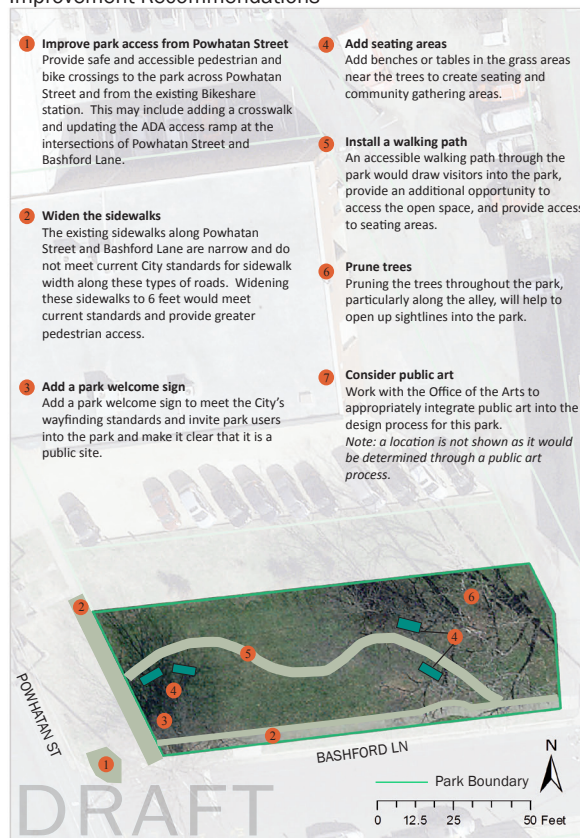 Improvement Recommendations
1 Improve park access from Powhatan Street
Provide safe and accessible pedestrian and
bike crossings to the park across Powhatan
Street and from the existing Bikeshare
station.  This may include adding a crosswalk
and updating the ADA access ramp at the
intersections of Powhatan Street and
Bashford Lane.
2 Widen the sidewalks
The existing sidewalks along Powhatan
Street and Bashford Lane are narrow and do
not meet current City standards for sidewalk
width along these types of roads.  Widening
these sidewalks to 6 feet would meet
current standards and provide greater
pedestrian access.
3 Add a park welcome sign
Add a park welcome sign to meet the City's
wayfinding standards and invite park users
into the park and make it clear that it is a
public site.
4 Add seating areas
Add benches or tables in the grass areas
near the trees to create seating and
community gathering areas.
5 Install a walking path
An accessible walking path through the
park would draw visitors into the park,
provide an additional opportunity to
access the open space, and provide access
to seating areas.
6 Prune trees
Pruning the trees throughout the park,
particularly along the alley, will help to
open up sightlines into the park.
7 Consider public art
Work with the Office of the Arts to
appropriately integrate public art into the
design process for this park.
Note: a location is not shown as it would
be determined through a public art
process.
2
6
4
5
4
3
2
1
POWHATAN ST
BASHFORD LN
N
Park Boundary
0 12.5 25 50 Feet
DRAFT